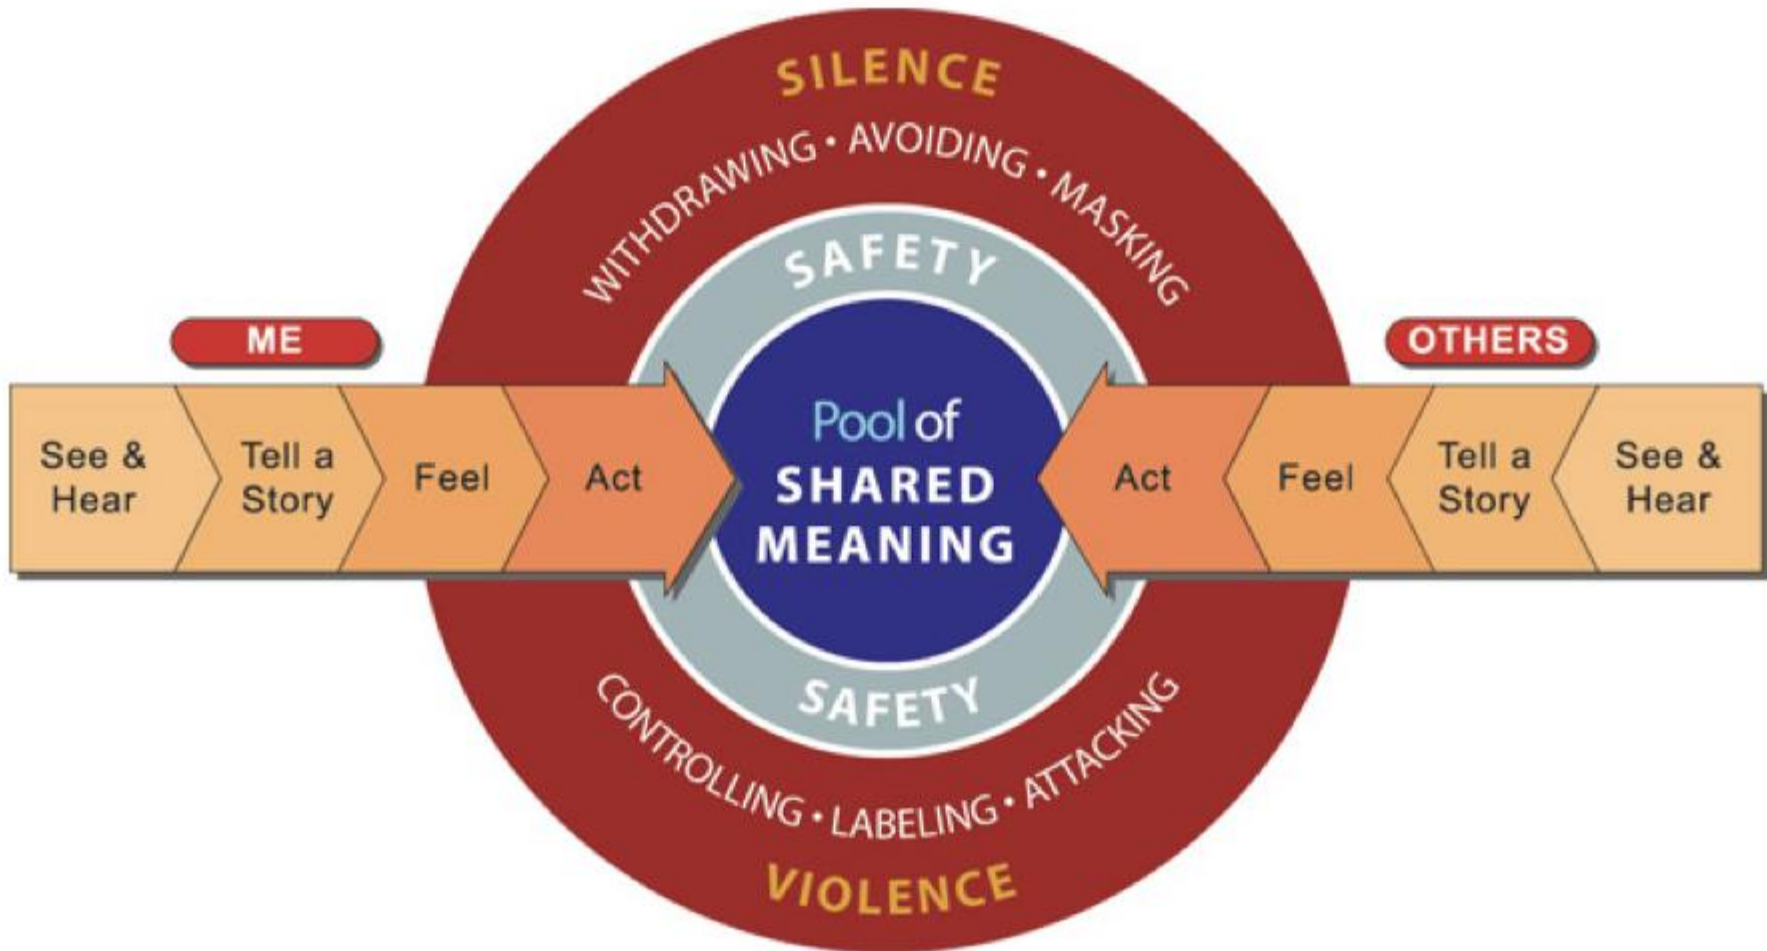 SILENCE
WITHDRAWING • AVOIDING • MASKING
SAFETY
ME
OTHERS
See &
Hear
Tell a
Story
Feel
Act
Pool of
SHARED
MEANING
Act
Feel
Tell a
Story
See &
Hear
SAFETY
CONTROLLING • LABELING • ATTACKING
VIOLENCE